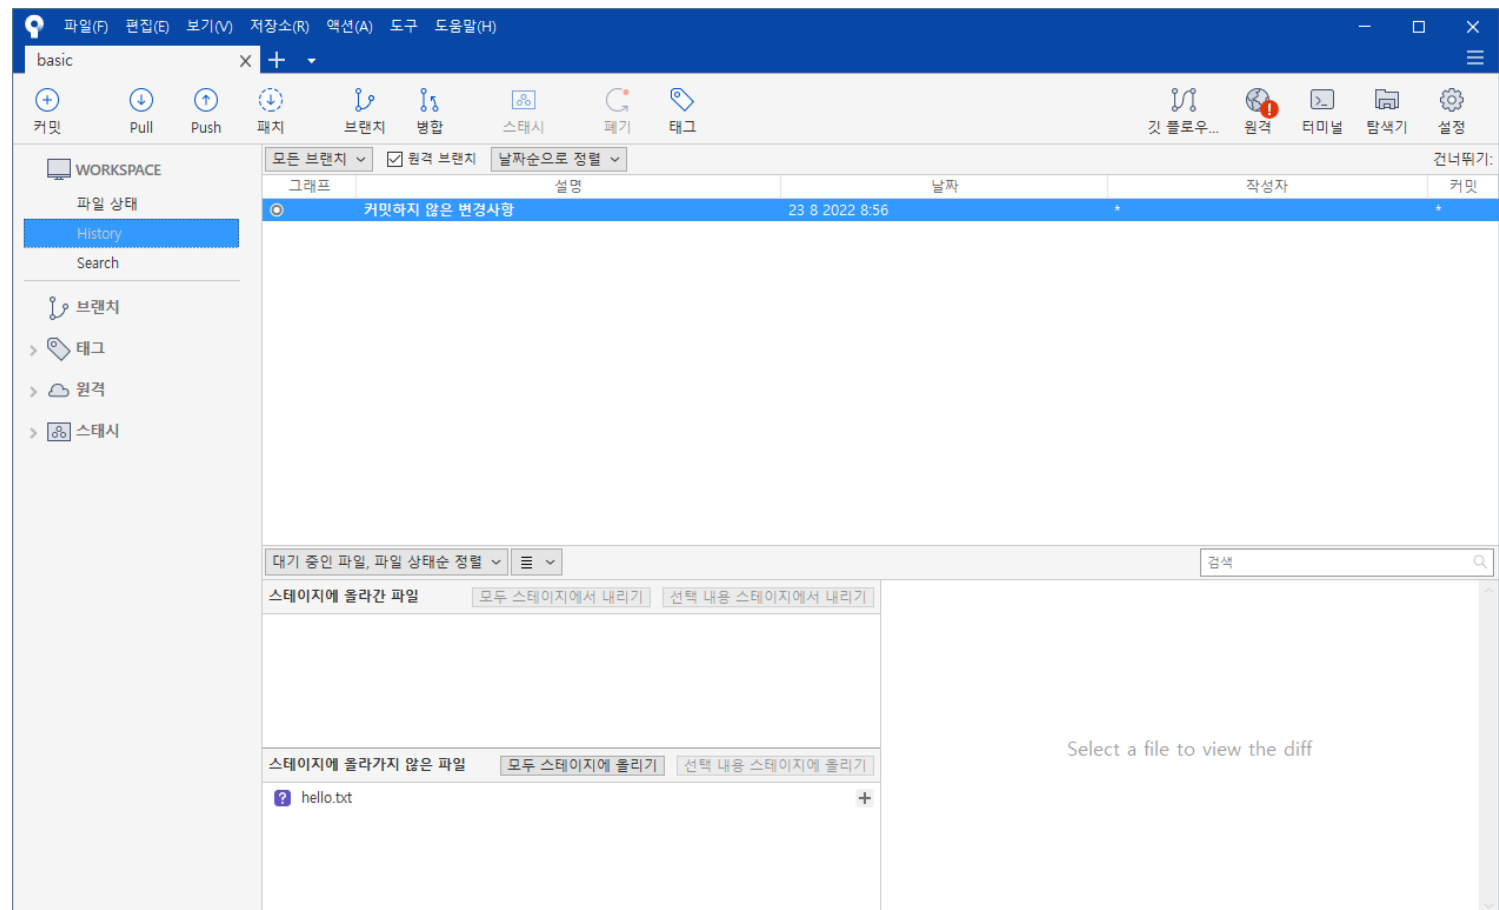 파일(F) 편집(E) 보기(V) 저장소(R) 액션(A) 도구 도움말(H)
basic
커밋 Pull Push 패치 브랜치 병합 스태시 폐기 태그 깃 플로우... 원격 터미널 탐색기 설정
WORKSPACE
파일 상태
History
Search
브랜치
태그
원격
스태시
모든 브랜치 원격 브랜치 날짜순으로 정렬 건너뛰기:
그래프 설명 날짜 작성자 커밋
커밋하지 않은 변경사항 23 8 2022 8:56 * *
대기 중인 파일, 파일 상태순 정렬 검색
스테이지에 올라간 파일 모두 스테이지에서 내리기 선택 내용 스테이지에서 내리기
Select a file to view the diff
스테이지에 올라가지 않은 파일 모두 스테이지에 올리기 선택 내용 스테이지에 올리기
hello.txt